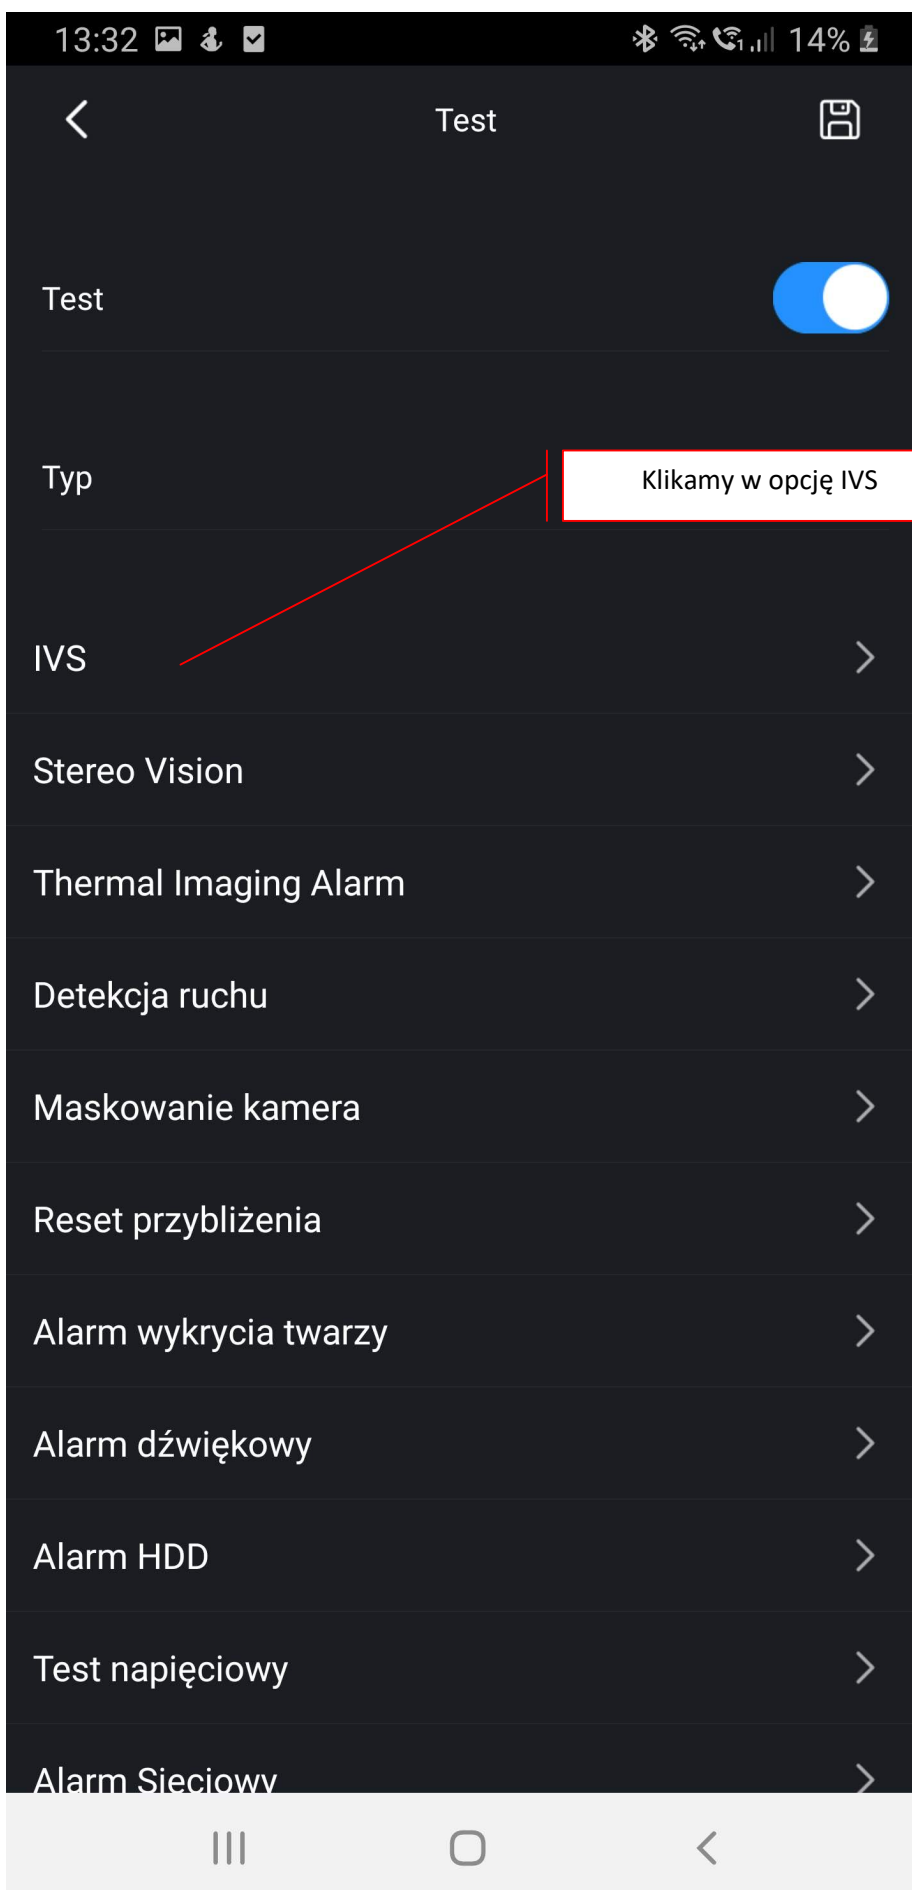 13:32 14%
Test
Test
Typ
Klikamy w opcję IVS
IVS
Stereo Vision
Thermal Imaging Alarm
Detekcja ruchu
Maskowanie kamera
Reset przybliżenia
Alarm wykrycia twarzy
Alarm dźwiękowy
Alarm HDD
Test napięciowy
Alarm Sieciowy